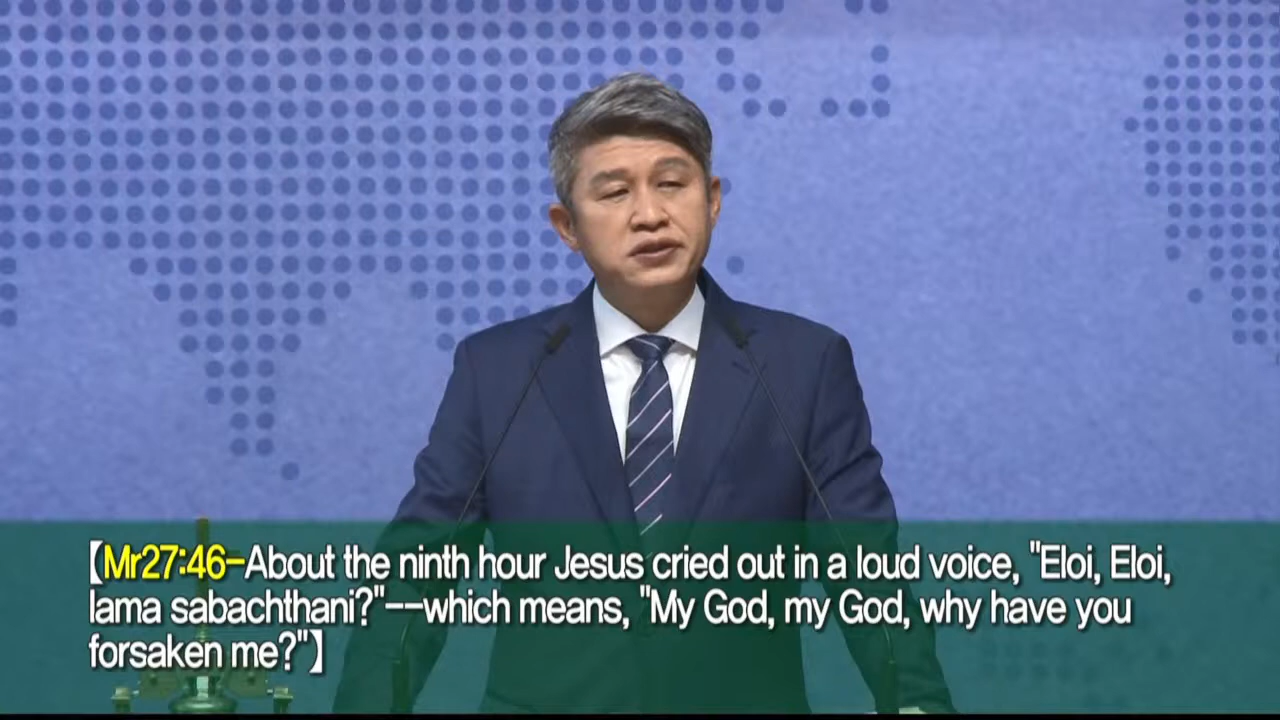 【Mr27:46-About the ninth hour Jesus cried out in a loud voice, "Eloi, Eloi,
lama sabachthani?"--which means, "My God, my God, why have you
forsaken me?"】